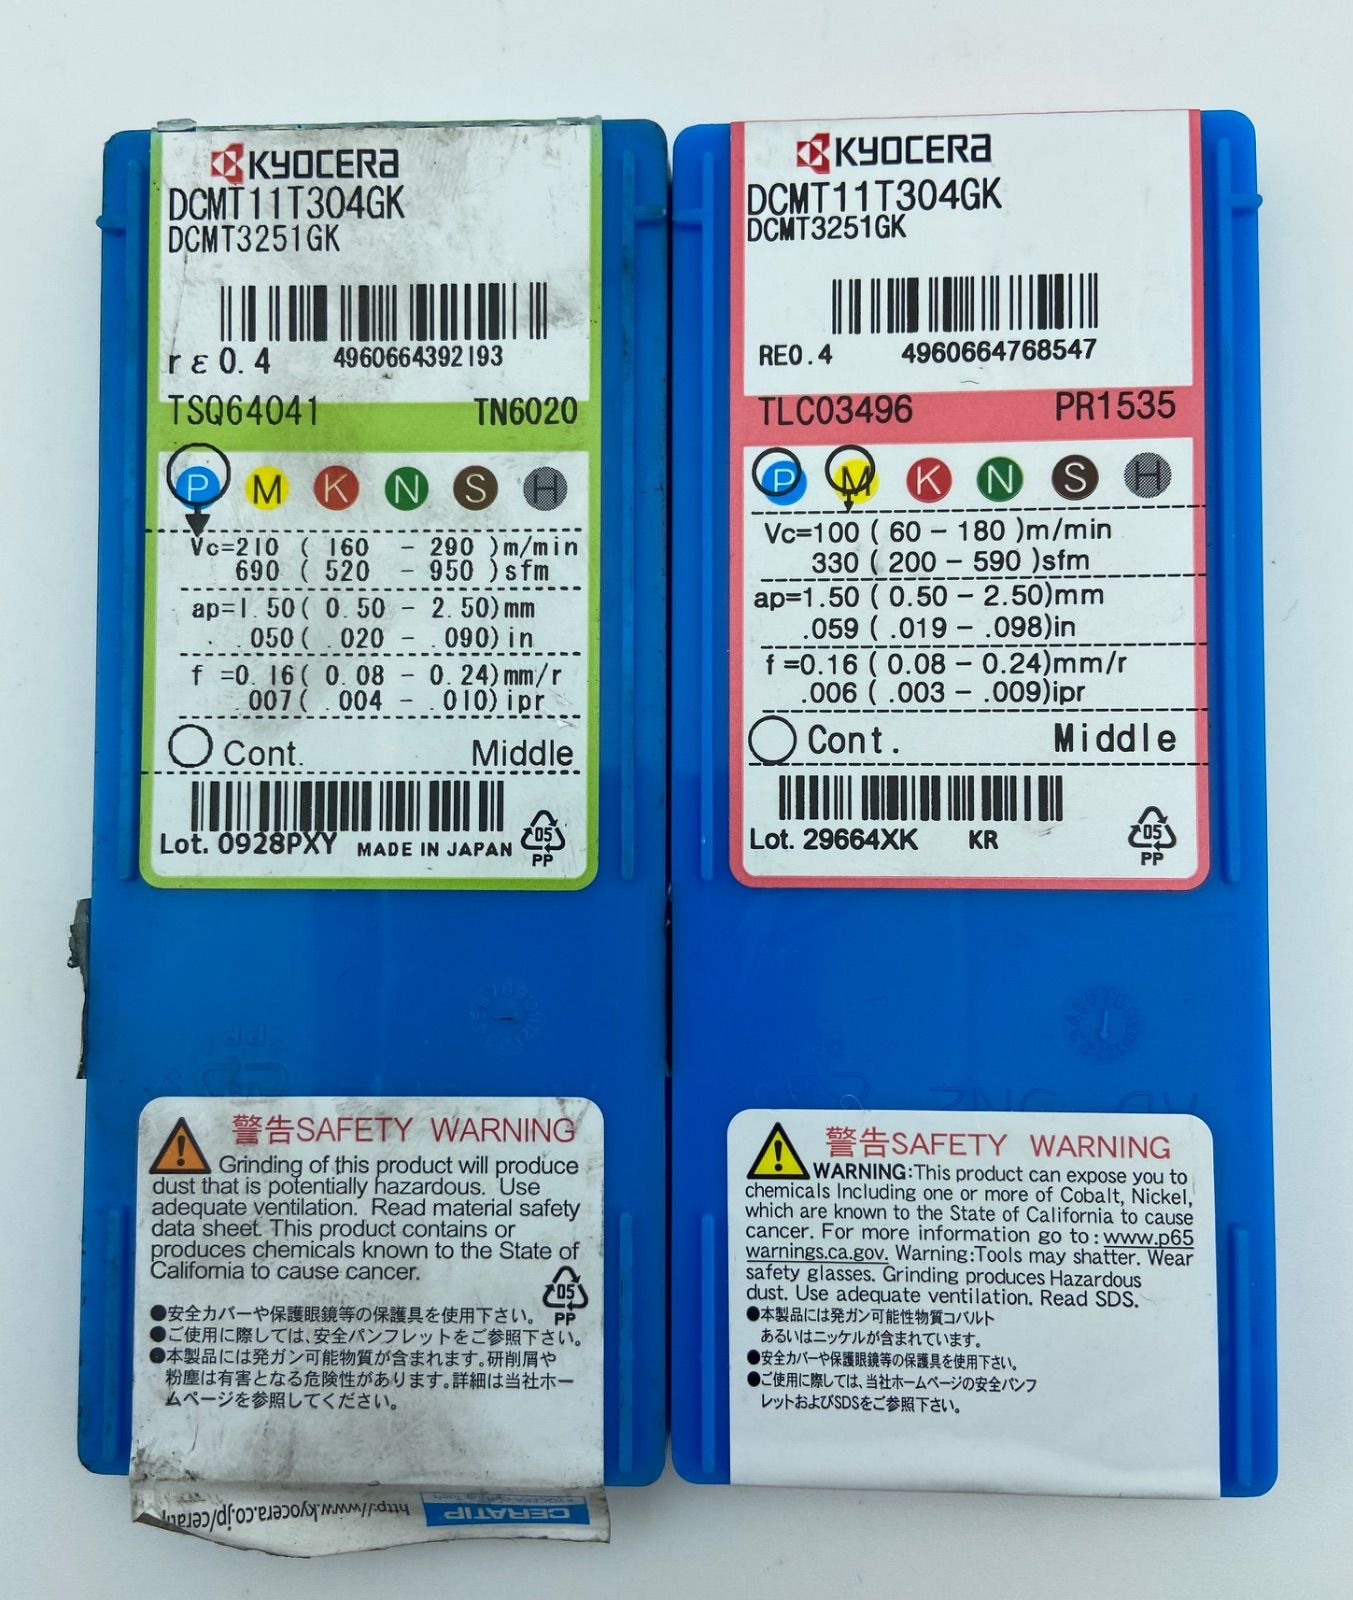 KYOCERA
DCMT11T304GK
DCMT3251GK
rε0.4 4960664392193
TSQ64041 TN6020
P M K N S H
Vc=210 ( 160 - 290 )m/min
690 ( 520 - 950 )sfm
ap=1.50( 0.50 - 2.50)mm
.050( .020 - .090)in
f =0.16( 0.08 - 0.24)mm/r
.007( .004 - .010)ipr
Cont. Middle
Lot. 0928PXY MADE IN JAPAN
05
PP
警告SAFETY WARNING
Grinding of this product will produce
dust that is potentially hazardous. Use
adequate ventilation. Read material safety
data sheet. This product contains or
produces chemicals known to the State of
California to cause cancer.
05
PP
●安全カバーや保護眼鏡等の保護具を使用下さい。
●ご使用に際しては、安全パンフレットをご参照下さい。
●本製品には発ガン可能物質が含まれます。研削屑や
粉塵は有害となる危険性があります。詳細は当社ホー
ムページを参照してください。
CERATIP
http://www.kyocera.co.jp/cerati
KYOCERA
DCMT11T304GK
DCMT3251GK
RE0.4 4960664768547
TLC03496 PR1535
P M K N S H
Vc=100 ( 60 - 180 )m/min
330 ( 200 - 590 )sfm
ap=1.50 ( 0.50 - 2.50)mm
.059 ( .019 - .098)in
f =0.16 ( 0.08 - 0.24)mm/r
.006 ( .003 - .009)ipr
Cont. Middle
Lot. 29664XK KR
05
PP
警告SAFETY WARNING
WARNING:This product can expose you to
chemicals Including one or more of Cobalt, Nickel,
which are known to the State of California to cause
cancer. For more information go to: www.p65
warnings.ca.gov. Warning:Tools may shatter. Wear
safety glasses. Grinding produces Hazardous
dust. Use adequate ventilation. Read SDS.
●本製品には発ガン可能性物質コバルト
あるいはニッケルが含まれています。
●安全カバーや保護眼鏡等の保護具を使用下さい。
●ご使用に際しては、当社ホームページの安全パンフ
レットおよびSDSをご参照下さい。